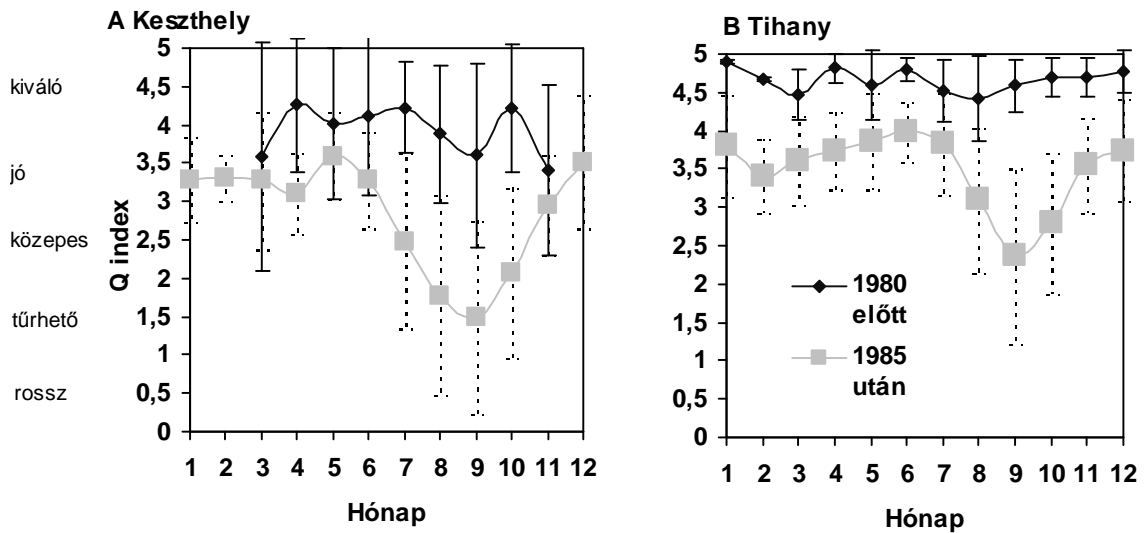 A Keszthely
kiváló
jó
közepes
tűrhető
rossz
Q index
5
4,5
4
3,5
3
2,5
2
1,5
1
0,5
0
1 2 3 4 5 6 7 8 9 10 11 12
Hónap
B Tihany
5
4,5
4
3,5
3
2,5
2
1,5
1
0,5
0
1980
előtt
1985
után
1 2 3 4 5 6 7 8 9 10 11 12
Hónap